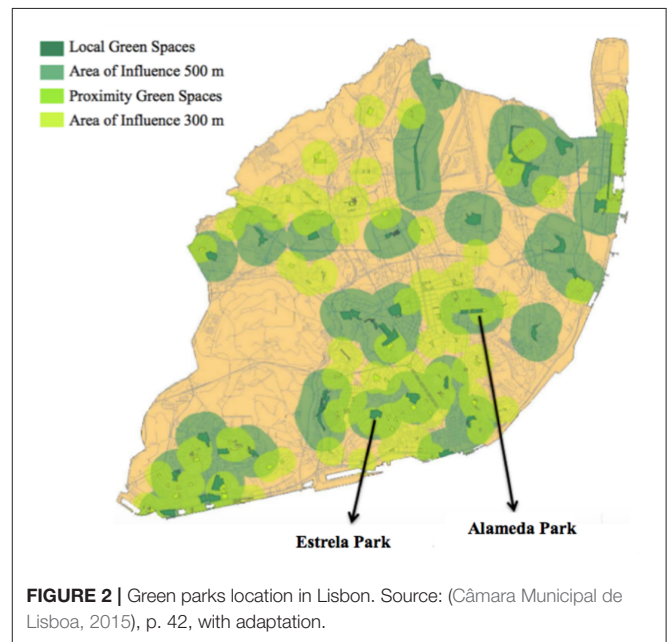 Local Green Spaces
Area of Influence 500 m
Proximity Green Spaces
Area of Influence 300 m
Estrela Park
Alameda Park
FIGURE 2 | Green parks location in Lisbon. Source: (Câmara Municipal de
Lisboa, 2015), p. 42, with adaptation.